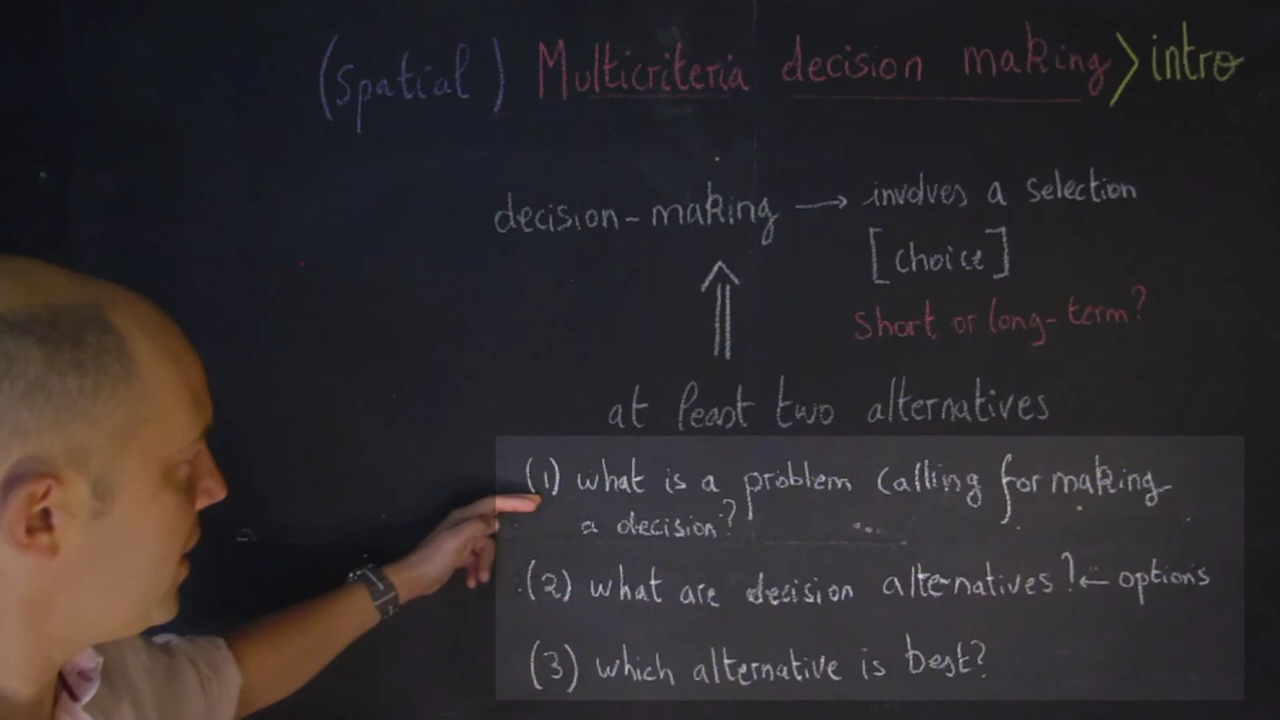 (Spatial) Multicriteria decision making > intro
decision-making → involves a selection
[choice]
short or long-term?
at least two alternatives
(1) what is a problem calling for making
a decision?
(2) what are decision alternatives? ← options
(3) which alternative is best?